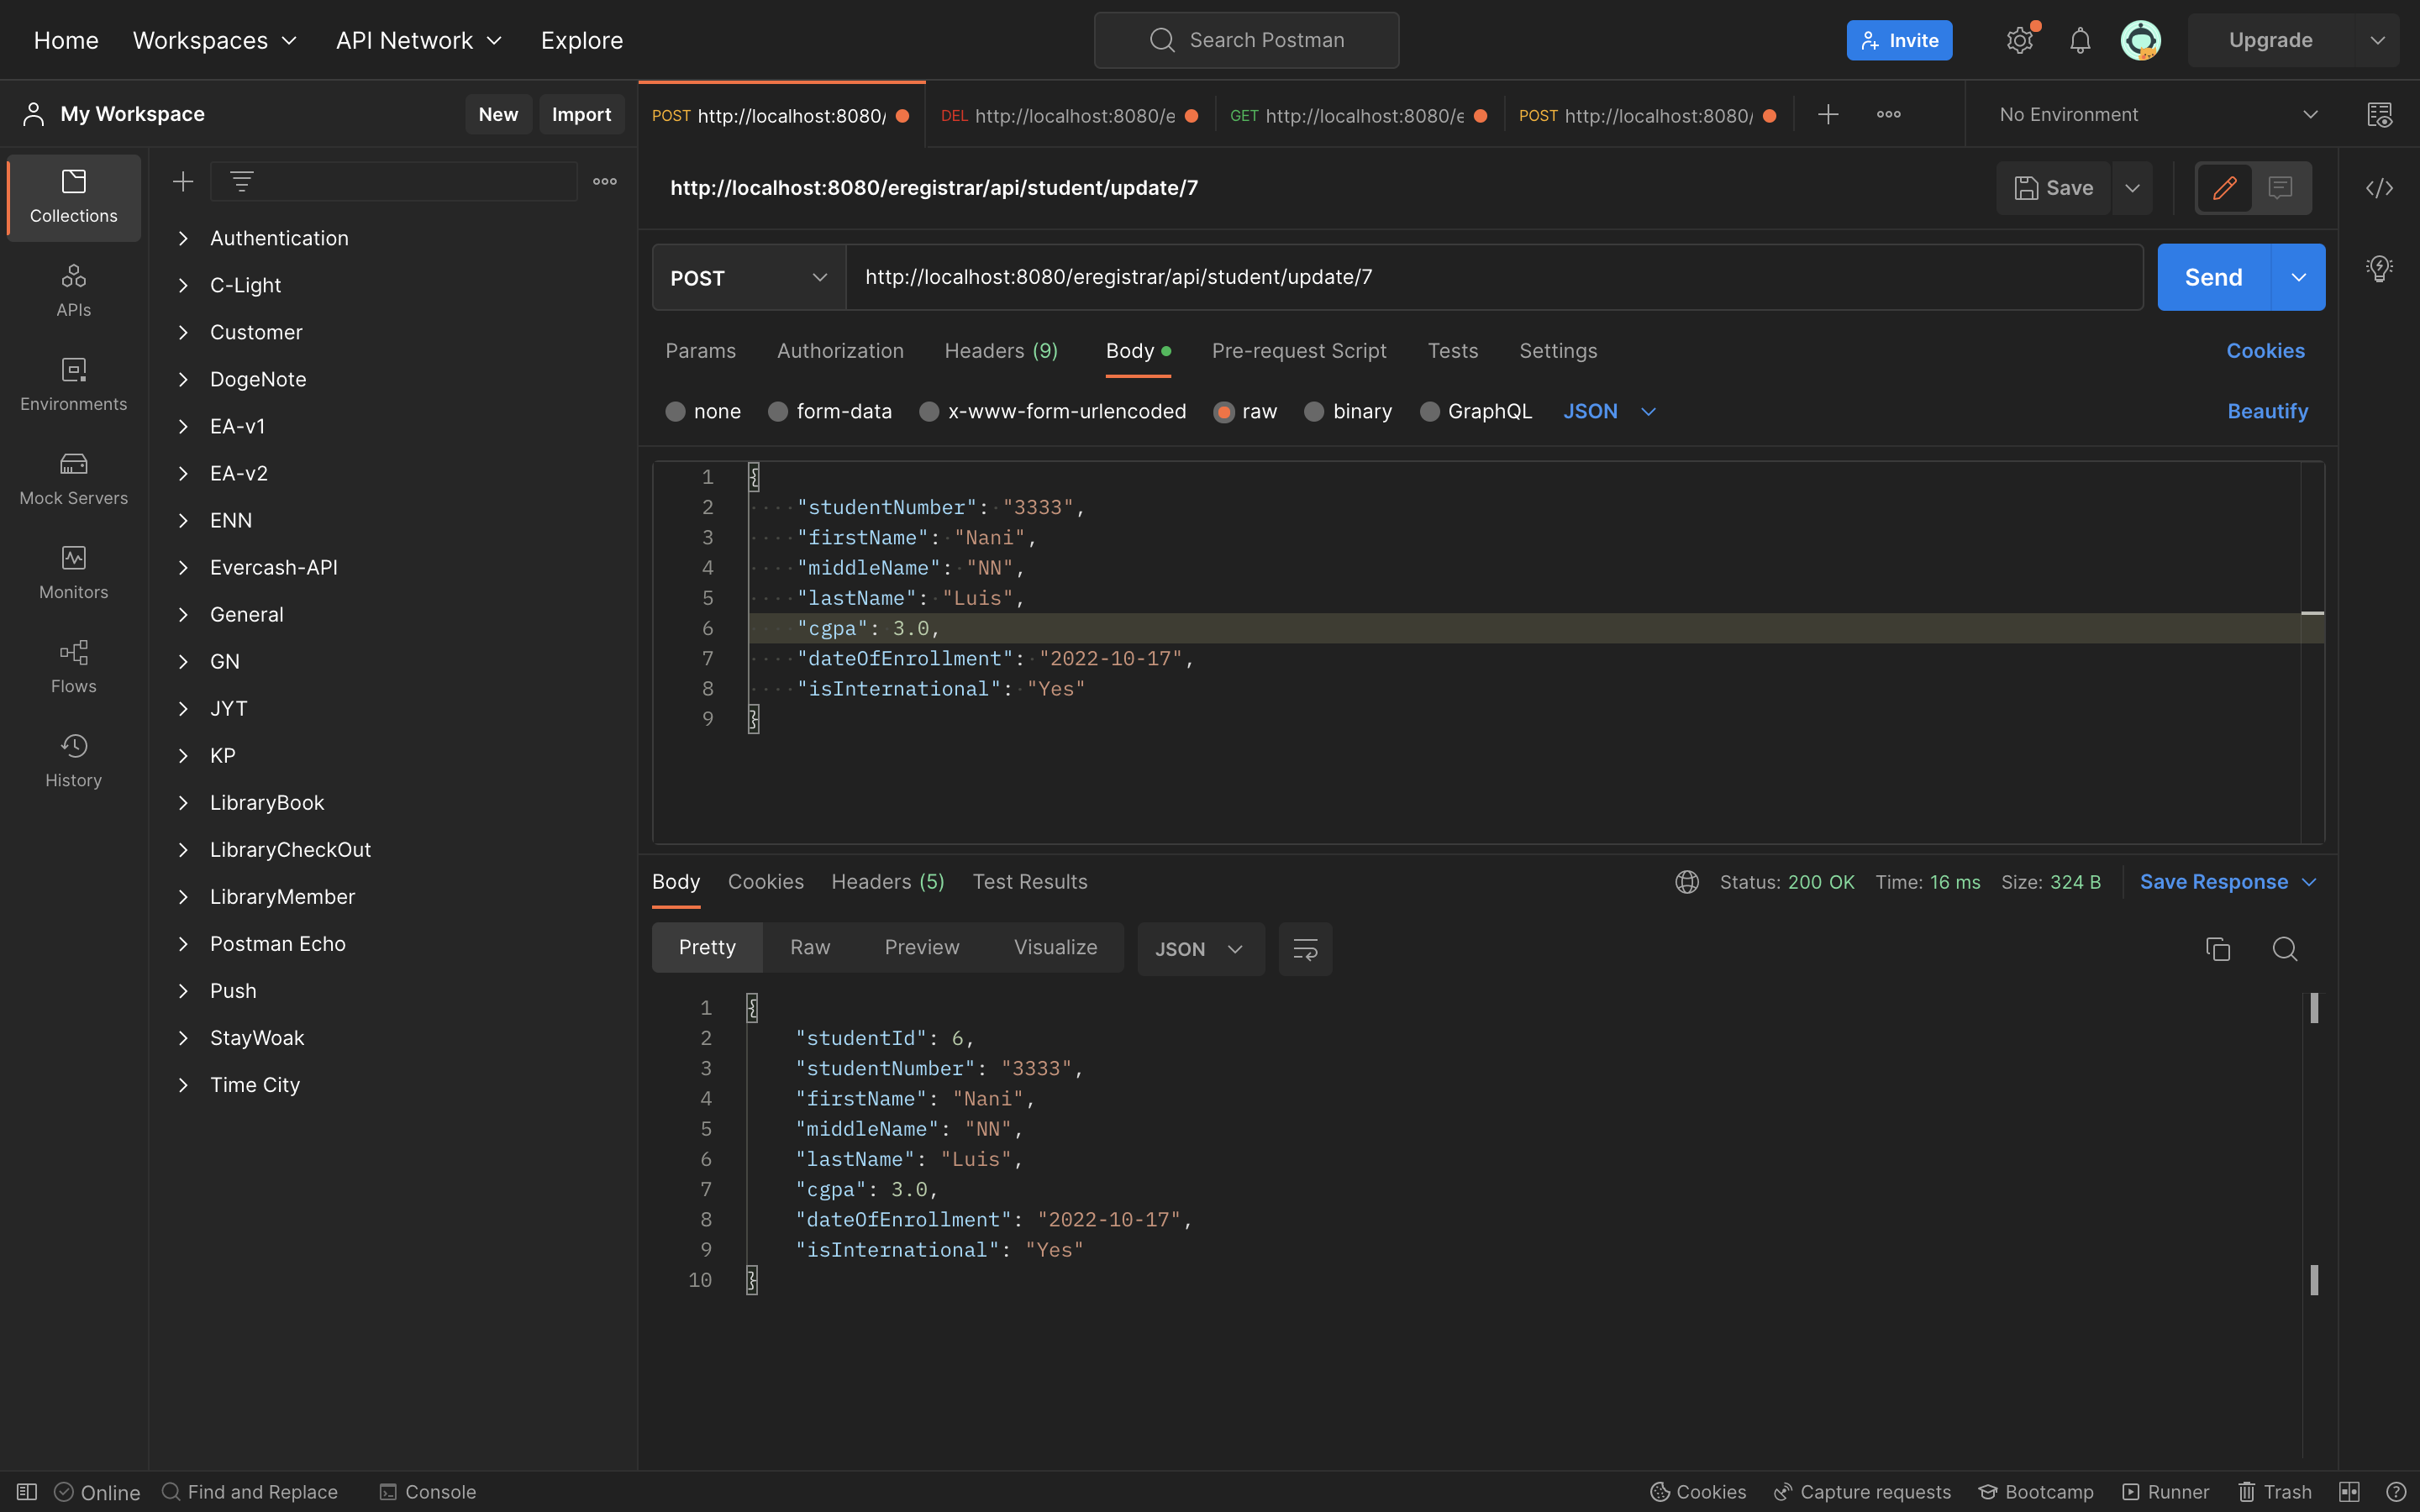 Home Workspaces API Network Explore
Search Postman
Invite
Upgrade
My Workspace
New Import
POST http://localhost:8080/
DEL http://localhost:8080/e
GET http://localhost:8080/e
POST http://localhost:8080/
No Environment
Collections
APIs
Environments
Mock Servers
Monitors
Flows
History
Authentication
C-Light
Customer
DogeNote
EA-v1
EA-v2
ENN
Evercash-API
General
GN
JYT
KP
LibraryBook
LibraryCheckOut
LibraryMember
Postman Echo
Push
StayWoak
Time City
http://localhost:8080/eregistrar/api/student/update/7
Save
POST http://localhost:8080/eregistrar/api/student/update/7
Send
Params Authorization Headers (9) Body Pre-request Script Tests Settings Cookies
none form-data x-www-form-urlencoded raw binary GraphQL JSON Beautify
1 {
2 "studentNumber": "3333",
3 "firstName": "Nani",
4 "middleName": "NN",
5 "lastName": "Luis",
6 "cgpa": 3.0,
7 "dateOfEnrollment": "2022-10-17",
8 "isInternational": "Yes"
9 }
Body Cookies Headers (5) Test Results Status: 200 OK Time: 16 ms Size: 324 B Save Response
Pretty Raw Preview Visualize JSON
1 {
2 "studentId": 6,
3 "studentNumber": "3333",
4 "firstName": "Nani",
5 "middleName": "NN",
6 "lastName": "Luis",
7 "cgpa": 3.0,
8 "dateOfEnrollment": "2022-10-17",
9 "isInternational": "Yes"
10 }
Online Find and Replace Console Cookies Capture requests Bootcamp Runner Trash